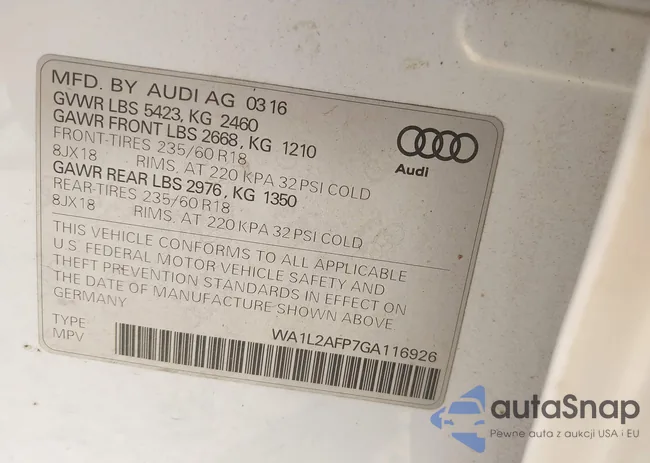 MFD. BY AUDI AG 0316
GVWR LBS 5423, KG 2460
GAWR FRONT LBS 2668, KG 1210
FRONT-TIRES 235/60 R18
8JX18 RIMS. AT 220 KPA 32 PSI COLD
GAWR REAR LBS 2976, KG 1350
REAR-TIRES 235/60 R18
8JX18 RIMS. AT 220 KPA 32 PSI COLD
THIS VEHICLE CONFORMS TO ALL APPLICABLE
U.S. FEDERAL MOTOR VEHICLE SAFETY AND
THEFT PREVENTION STANDARDS IN EFFECT ON
THE DATE OF MANUFACTURE SHOWN ABOVE
GERMANY
TYPE
MPV
WA1L2AFP7GA116926
Audi
autaSnap
Pewne auta z aukcji USA i EU